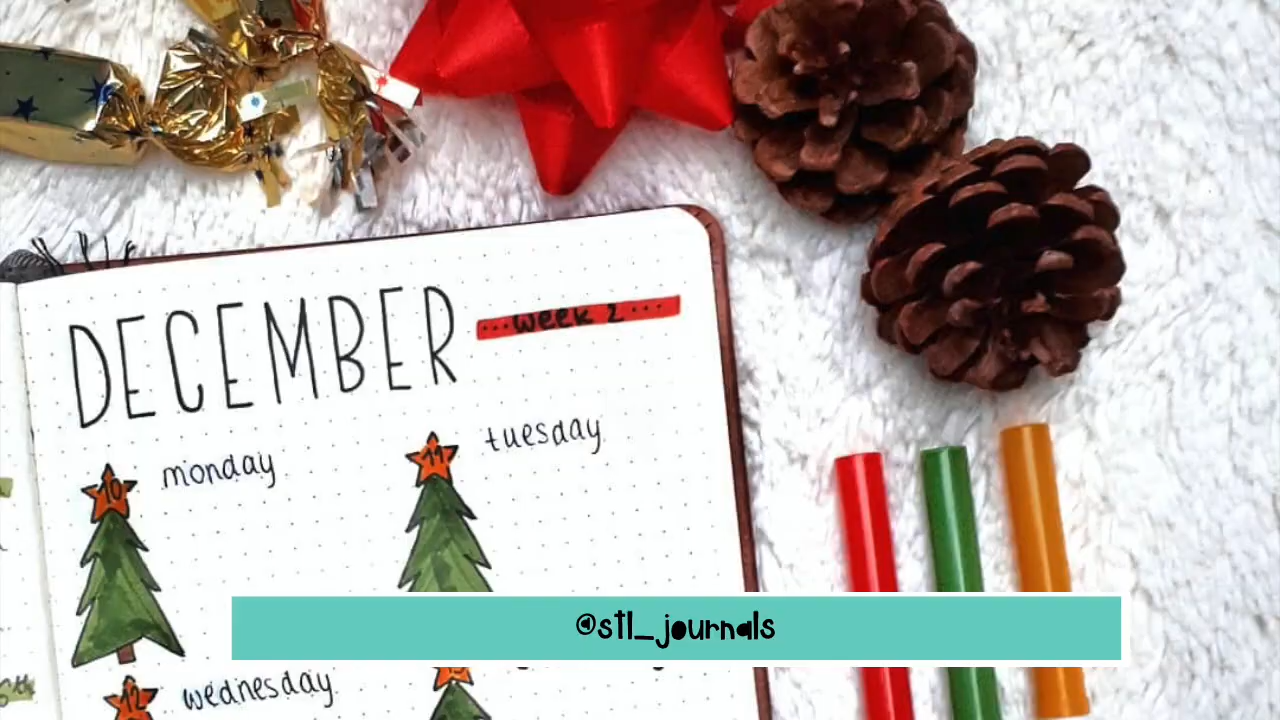 DECEMBER
...week 2...
monday
10
tuesday
11
wednesday
12
@stl_journals